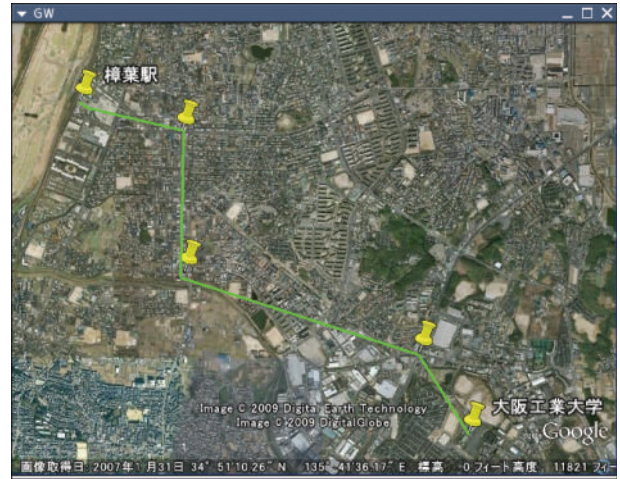 GW
樟葉駅
大阪工業大学
Image © 2009 Digital Earth Technology
Image © 2009 DigitalGlobe
Google
画像取得日: 2007年1月31日 34°51'10.26" N 135°41'36.17" E 標高 0フィート 高度 11821 フィー